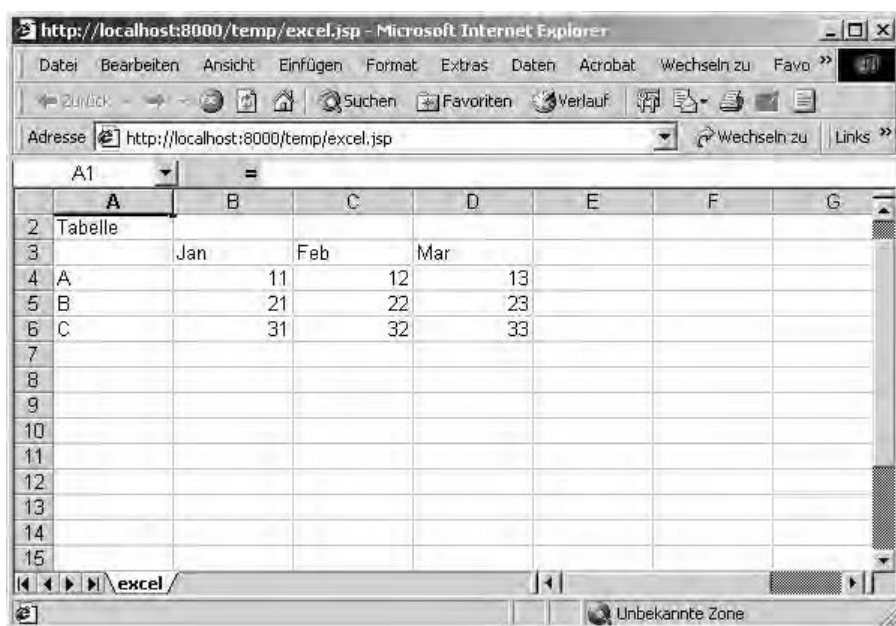 http://localhost:8000/temp/excel.jsp - Microsoft Internet Explorer
Datei Bearbeiten Ansicht Einfügen Format Extras Daten Acrobat Wechseln zu Favo »
Zurück Suchen Favoriten Verlauf
Adresse http://localhost:8000/temp/excel.jsp Wechseln zu Links »
A1 =
A B C D E F G
2 Tabelle
3 Jan Feb Mar
4 A 11 12 13
5 B 21 22 23
6 C 31 32 33
7
8
9
10
11
12
13
14
15
excel
Unbekannte Zone